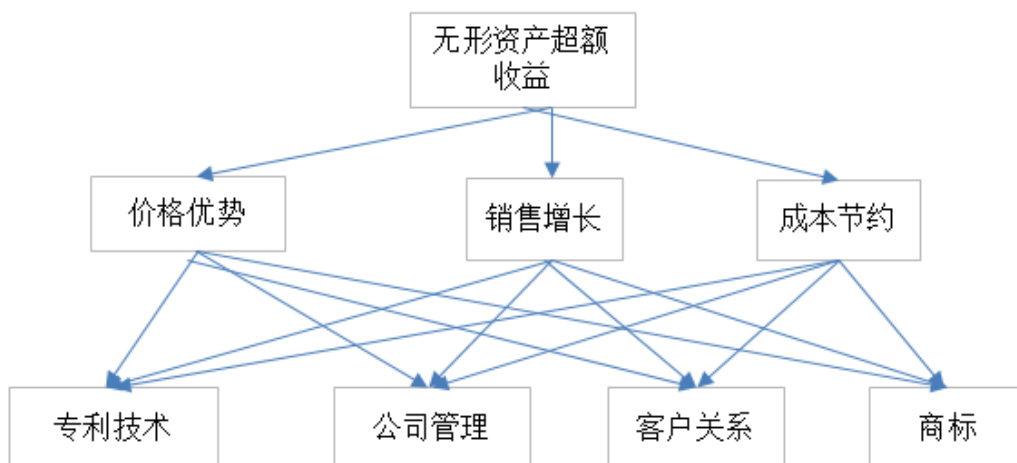 无形资产超额
收益
价格优势
销售增长
成本节约
专利技术
公司管理
客户关系
商标